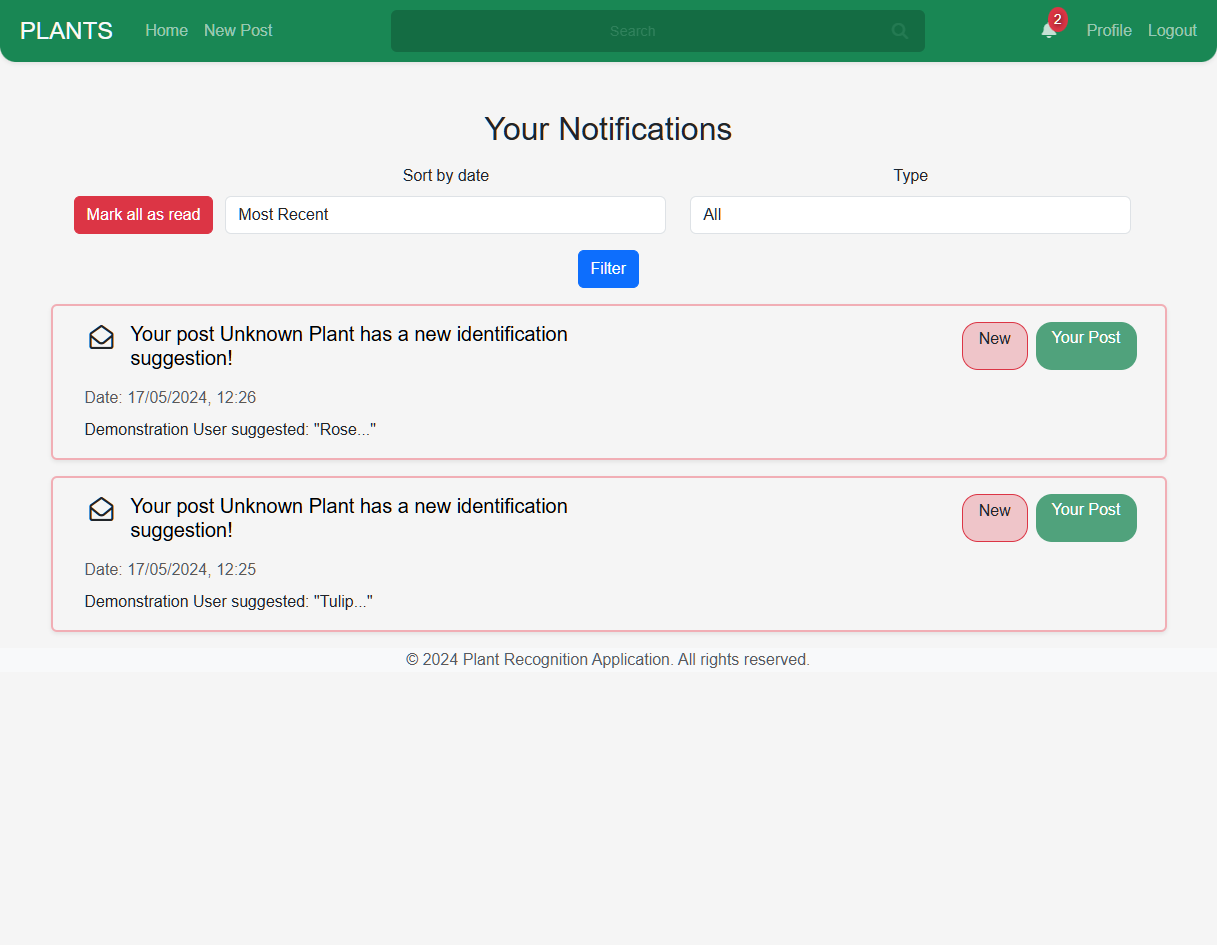 PLANTS Home New Post Search 2 Profile Logout
Your Notifications
Sort by date Type
Mark all as read Most Recent All
Filter
Your post Unknown Plant has a new identification
suggestion!
New Your Post
Date: 17/05/2024, 12:26
Demonstration User suggested: "Rose..."
Your post Unknown Plant has a new identification
suggestion!
New Your Post
Date: 17/05/2024, 12:25
Demonstration User suggested: "Tulip..."
© 2024 Plant Recognition Application. All rights reserved.